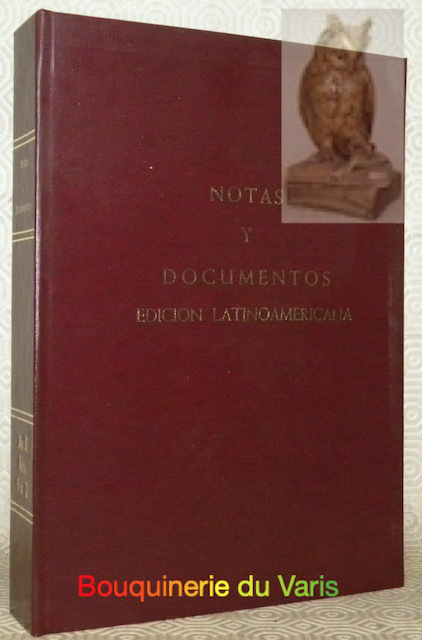 NOTAS
Y
DOCUMENTOS
EDICION LATINOAMERICANA
Bouquinerie du Varis